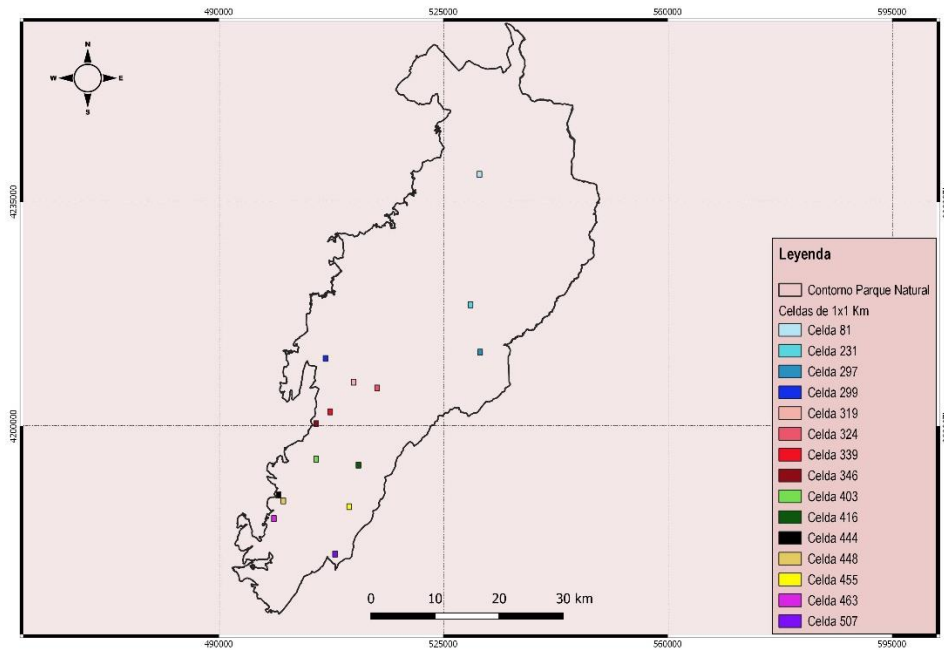 490000 525000 560000 595000
N
W E
S
4235000
4200000
Leyenda
Contorno Parque Natural
Celdas de 1x1 Km
Celda 81
Celda 231
Celda 297
Celda 299
Celda 319
Celda 324
Celda 339
Celda 346
Celda 403
Celda 416
Celda 444
Celda 448
Celda 455
Celda 463
Celda 507
0 10 20 30 km
490000 525000 560000 595000